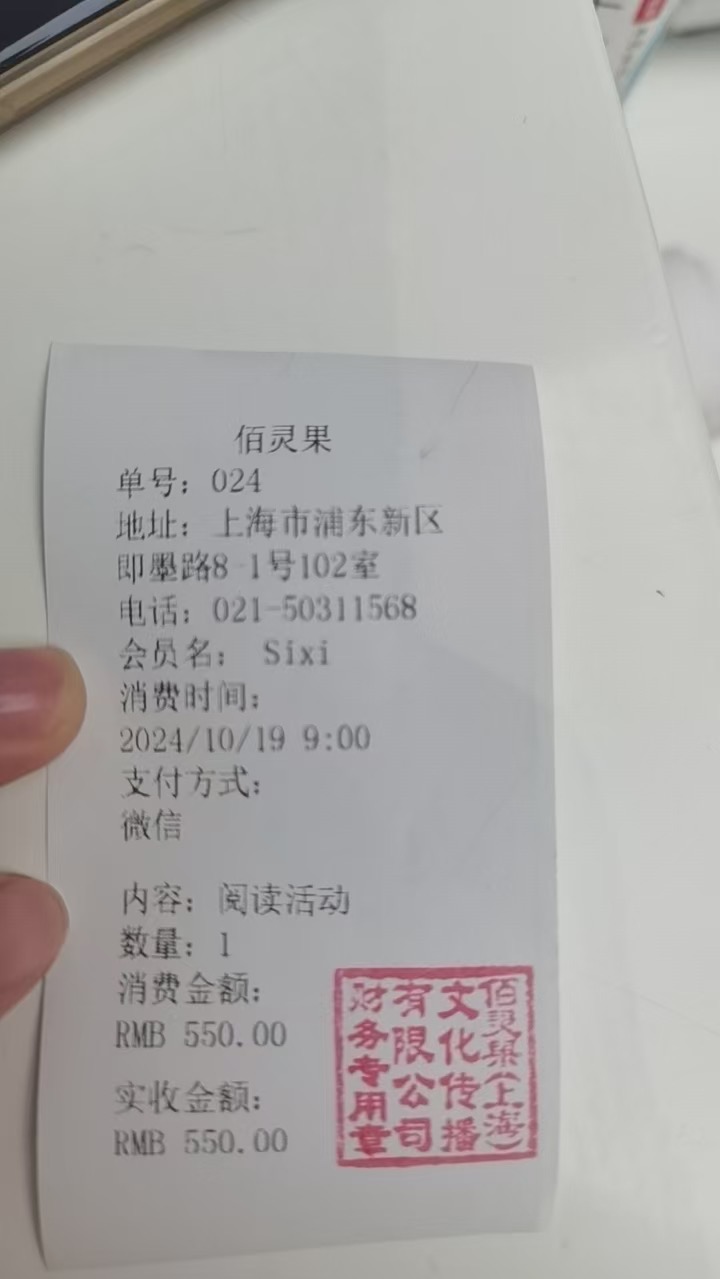 佰灵果
单号：024
地址：上海市浦东新区
即墨路8-1号102室
电话：021-50311568
会员名： Sixi
消费时间：
2024/10/19 9:00
支付方式：
微信
内容：阅读活动
数量：1
消费金额：
RMB 550.00
实收金额：
RMB 550.00
佰灵果(上海)
文化传播
有限公司
财务专用章